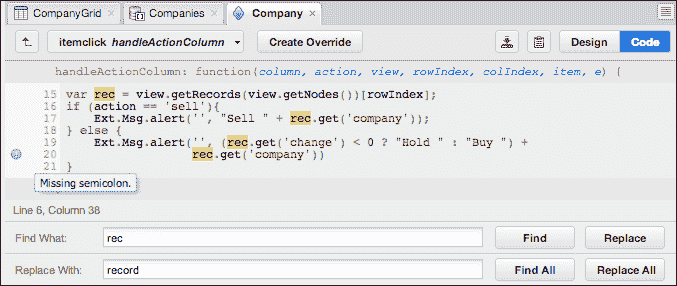 CompanyGrid × Companies × Company ×
itemclick handleActionColumn Create Override Design Code
handleActionColumn: function(column, action, view, rowIndex, colIndex, item, e) {
15 var rec = view.getRecords(view.getNodes())[rowIndex];
16 if (action == 'sell'){
17 Ext.Msg.alert('', "Sell " + rec.get('company'));
18 } else {
19 Ext.Msg.alert('', (rec.get('change') < 0 ? "Hold " : "Buy ") +
20 rec.get('company'))
21 }
Missing semicolon.
Line 6, Column 38
Find What: rec Find Replace
Replace With: record Find All Replace All